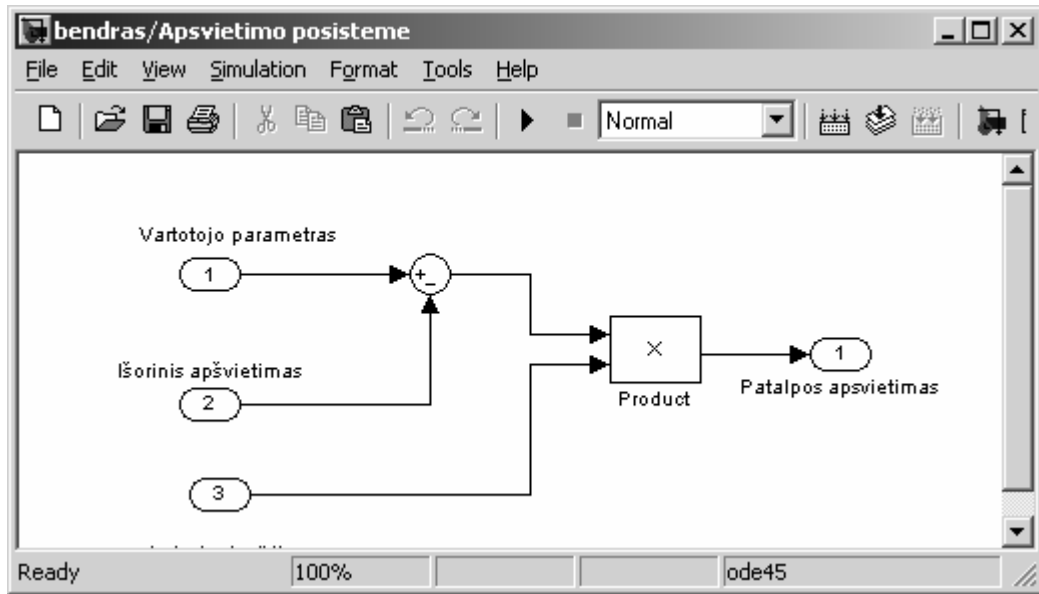 bendras/Apsvietimo posisteme
File Edit View Simulation Format Tools Help
Normal
Vartotojo parametras
1
+
-
Išorinis apšvietimas
2
3
×
Product
1
Patalpos apsvietimas
Ready 100% ode45